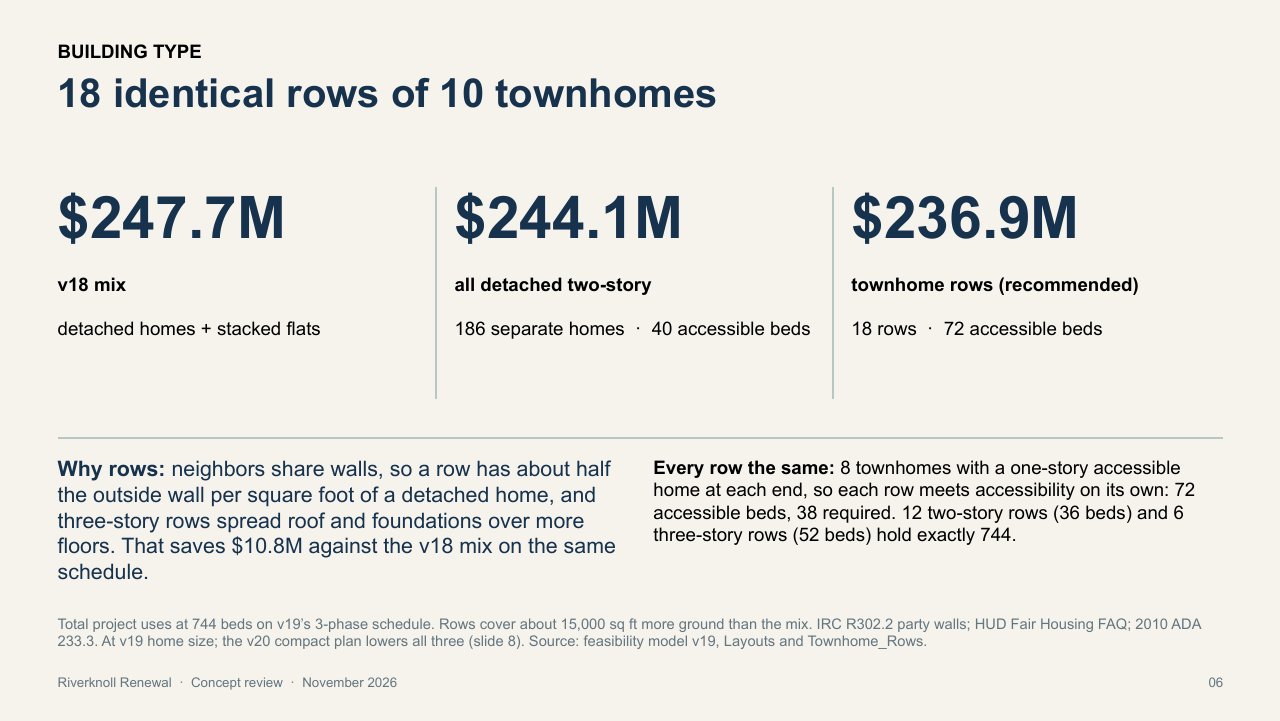 BUILDING TYPE
18 identical rows of 10 townhomes
$247.7M
v18 mix
detached homes + stacked flats
$244.1M
all detached two-story
186 separate homes · 40 accessible beds
$236.9M
townhome rows (recommended)
18 rows · 72 accessible beds
Why rows: neighbors share walls, so a row has about half
the outside wall per square foot of a detached home, and
three-story rows spread roof and foundations over more
floors. That saves $10.8M against the v18 mix on the same
schedule.
Every row the same: 8 townhomes with a one-story accessible
home at each end, so each row meets accessibility on its own: 72
accessible beds, 38 required. 12 two-story rows (36 beds) and 6
three-story rows (52 beds) hold exactly 744.
Total project uses at 744 beds on v19's 3-phase schedule. Rows cover about 15,000 sq ft more ground than the mix. IRC R302.2 party walls; HUD Fair Housing FAQ; 2010 ADA
233.3. At v19 home size; the v20 compact plan lowers all three (slide 8). Source: feasibility model v19, Layouts and Townhome_Rows.
Riverknoll Renewal · Concept review · November 2026
06